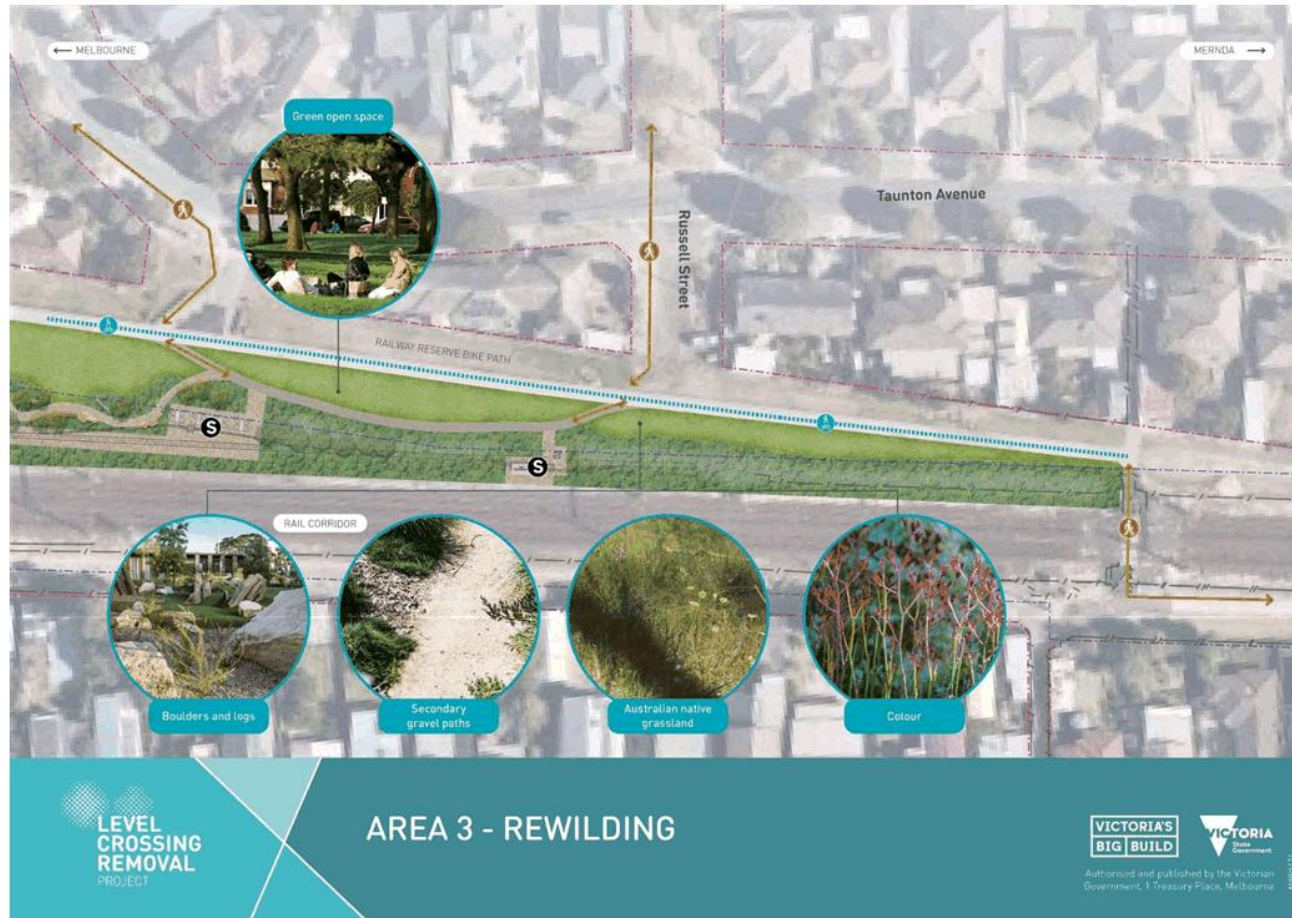 ← MELBOURNE
MERNDA →
Green open space
Taunton Avenue
Russell Street
RAILWAY RESERVE BIKE PATH
S
S
RAIL CORRIDOR
Boulders and logs
Secondary
gravel paths
Australian native
grassland
Colour
LEVEL
CROSSING
REMOVAL
PROJECT
AREA 3 - REWILDING
VICTORIA'S
BIG BUILD
VICTORIA
State
Government
Authorised and published by the Victorian
Government, 1 Treasury Place, Melbourne